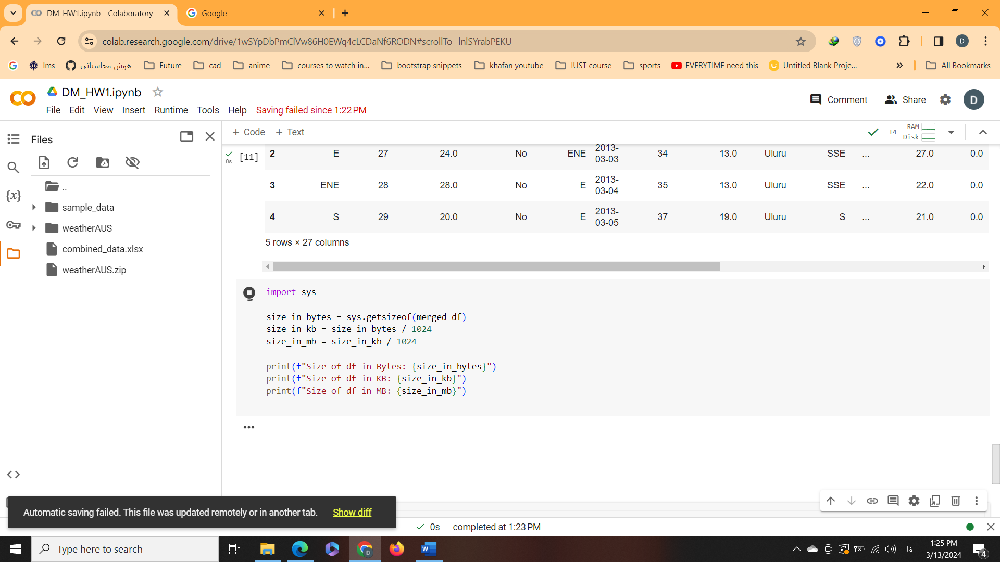 DM_HW1.ipynb - Colaboratory
Google
colab.research.google.com/drive/1wSYpDbPmClVw86H0EWq4cLCDaNf6RODN#scrollTo=lnlSYrabPEKU
D
lms
هوش محاسباتی
Future
cad
anime
courses to watch in...
bootstrap snippets
khafan youtube
IUST course
sports
EVERYTIME need this
Untitled Blank Proje...
All Bookmarks
DM_HW1.ipynb
Comment
Share
D
File Edit View Insert Runtime Tools Help Saving failed since 1:22 PM
Files
+ Code + Text
T4
RAM
Disk
..
sample_data
weatherAUS
combined_data.xlsx
weatherAUS.zip
{x}
0s
[11]
2 E 27 24.0 No ENE 2013-03-03 34 13.0 Uluru SSE ... 27.0 0.0
3 ENE 28 28.0 No E 2013-03-04 35 13.0 Uluru SSE ... 22.0 0.0
4 S 29 20.0 No E 2013-03-05 37 19.0 Uluru S ... 21.0 0.0
5 rows × 27 columns
import sys
size_in_bytes = sys.getsizeof(merged_df)
size_in_kb = size_in_bytes / 1024
size_in_mb = size_in_kb / 1024
print(f"Size of df in Bytes: {size_in_bytes}")
print(f"Size of df in KB: {size_in_kb}")
print(f"Size of df in MB: {size_in_mb}")
Automatic saving failed. This file was updated remotely or in another tab. Show diff
0s completed at 1:23 PM
Type here to search
فا
1:25 PM
3/13/2024
4